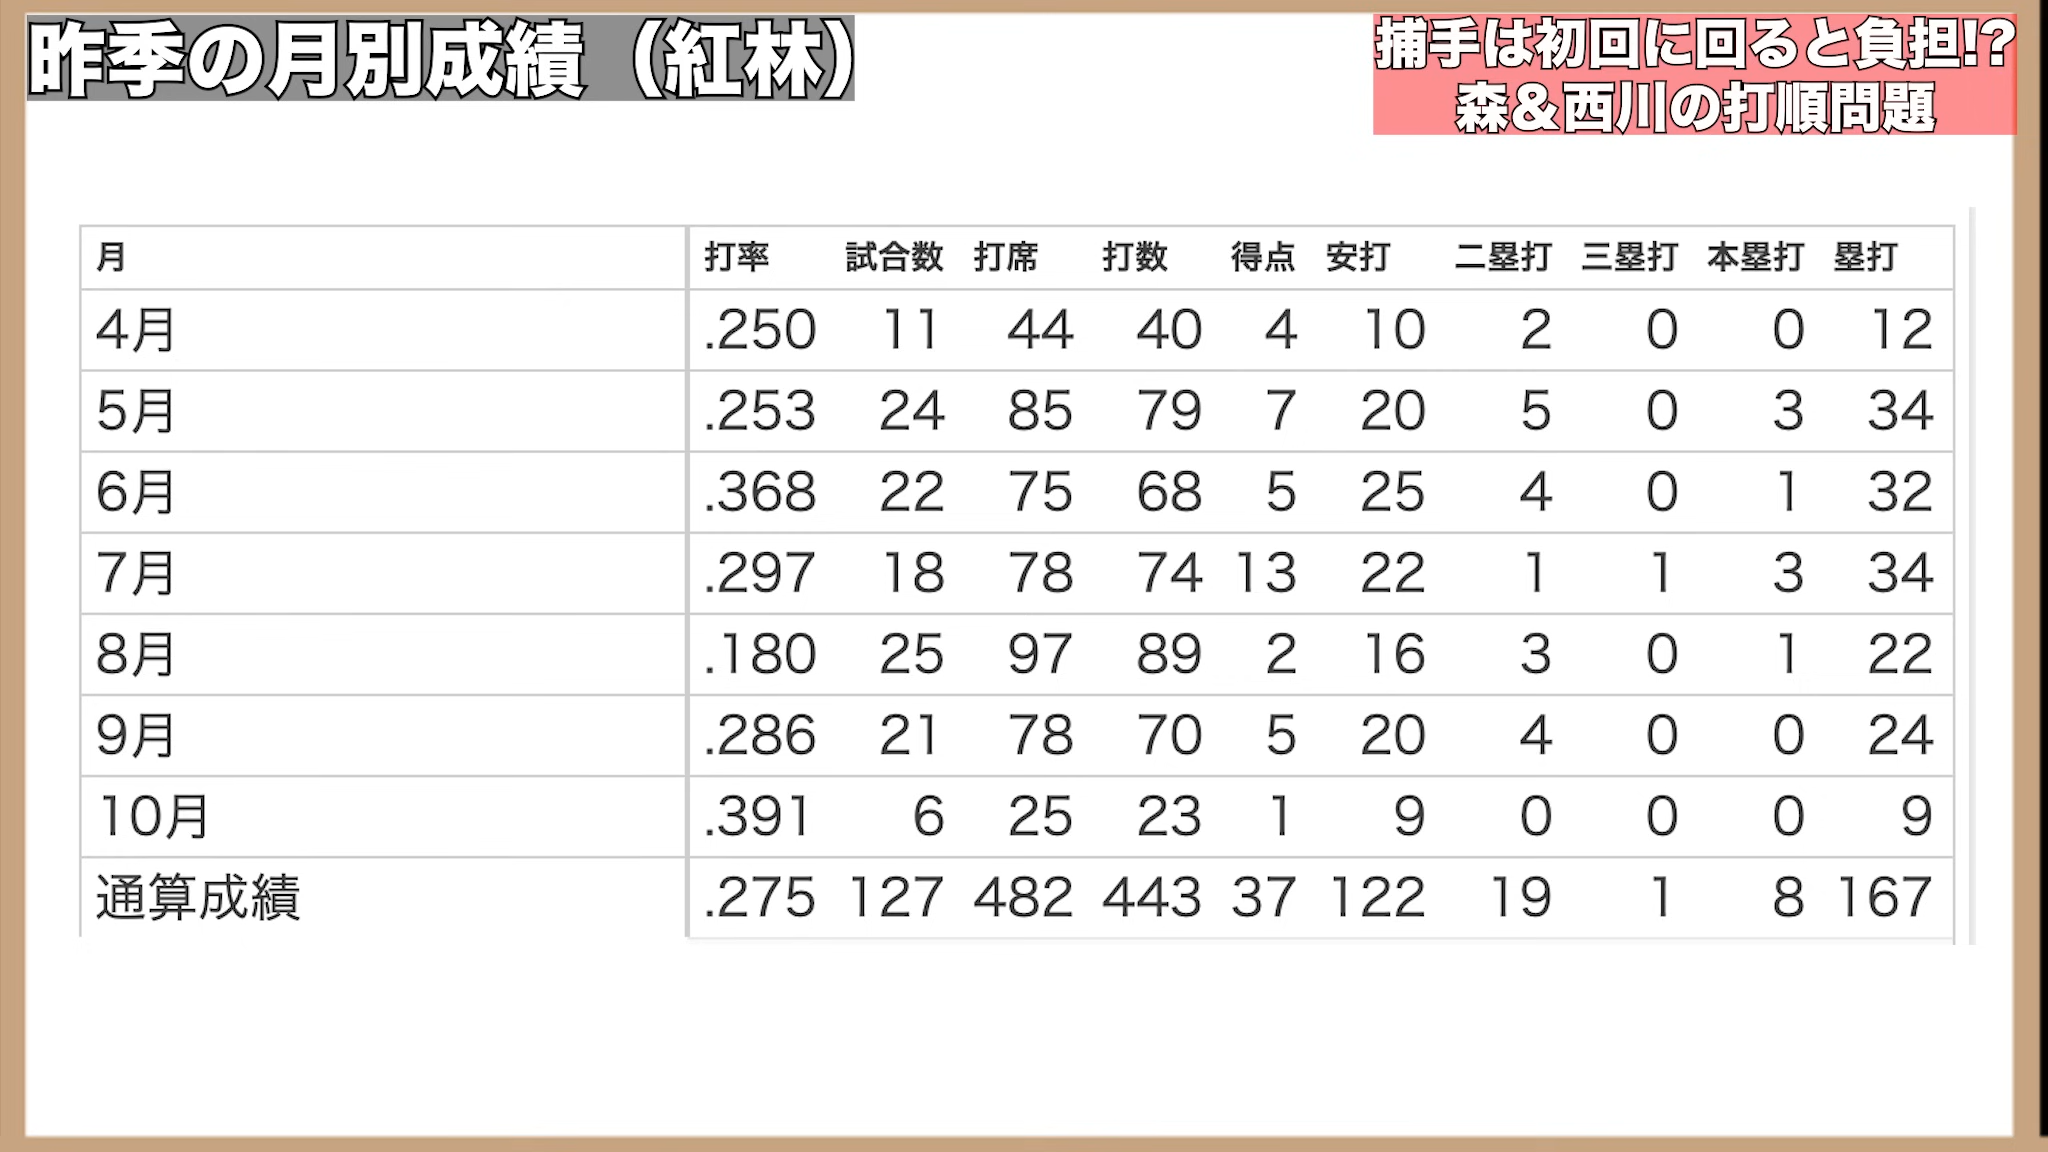 昨季の月別成績（紅林）
捕手は初回に回ると負担!?
森&西川の打順問題
月 打率 試合数 打席 打数 得点 安打 二塁打 三塁打 本塁打 塁打
4月 .250 11 44 40 4 10 2 0 0 12
5月 .253 24 85 79 7 20 5 0 3 34
6月 .368 22 75 68 5 25 4 0 1 32
7月 .297 18 78 74 13 22 1 1 3 34
8月 .180 25 97 89 2 16 3 0 1 22
9月 .286 21 78 70 5 20 4 0 0 24
10月 .391 6 25 23 1 9 0 0 0 9
通算成績 .275 127 482 443 37 122 19 1 8 167